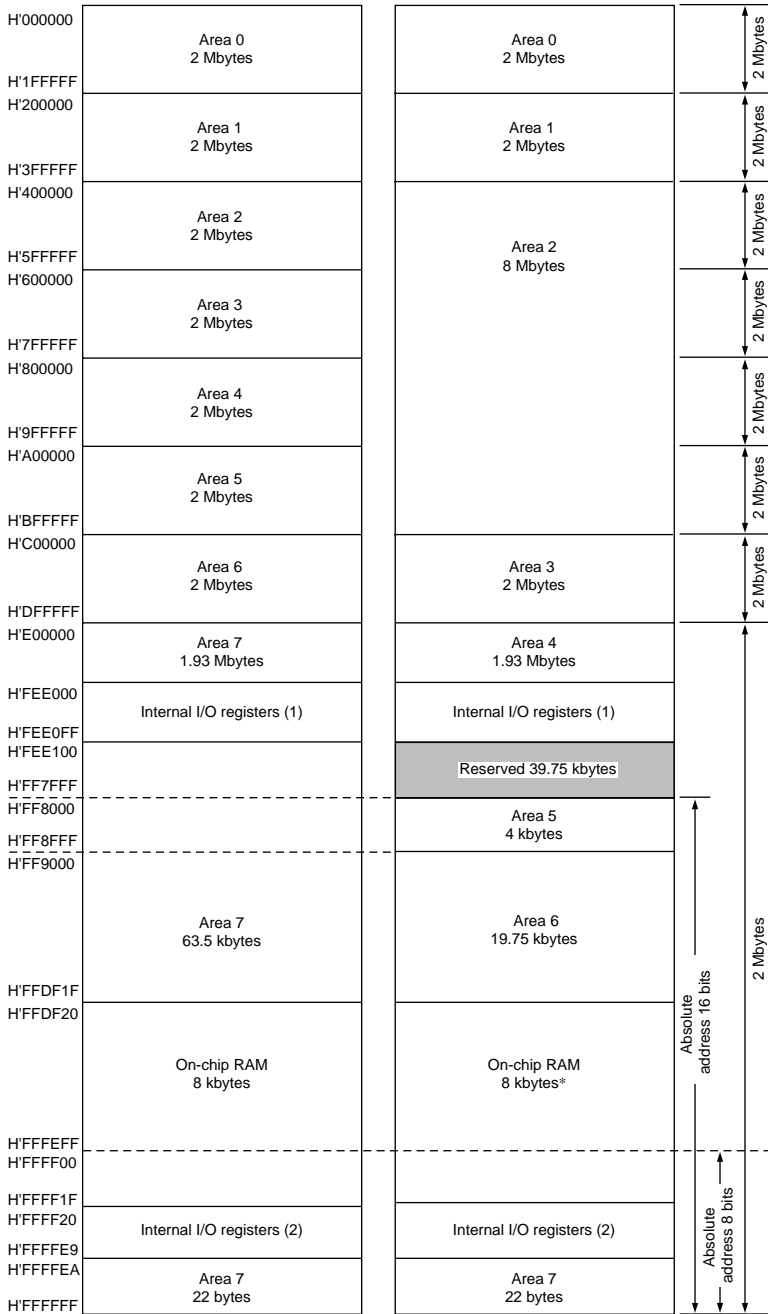 H'000000
H'1FFFFF
H'200000
H'3FFFFF
H'400000
H'5FFFFF
H'600000
H'7FFFFF
H'800000
H'9FFFFF
H'A00000
H'BFFFFF
H'C00000
H'DFFFFF
H'E00000
H'FEE000
H'FEE0FF
H'FEE100
H'FF7FFF
H'FF8000
H'FF8FFF
H'FF9000
H'FFDF1F
H'FFDF20
H'FFFEFF
H'FFFF00
H'FFFF1F
H'FFFF20
H'FFFFE9
H'FFFFEA
H'FFFFFF
Area 0
2 Mbytes
Area 1
2 Mbytes
Area 2
2 Mbytes
Area 3
2 Mbytes
Area 4
2 Mbytes
Area 5
2 Mbytes
Area 6
2 Mbytes
Area 7
1.93 Mbytes
Internal I/O registers (1)
Area 7
63.5 kbytes
On-chip RAM
8 kbytes
Internal I/O registers (2)
Area 7
22 bytes
Area 0
2 Mbytes
Area 1
2 Mbytes
Area 2
8 Mbytes
Area 3
2 Mbytes
Area 4
1.93 Mbytes
Internal I/O registers (1)
Reserved 39.75 kbytes
Area 5
4 kbytes
Area 6
19.75 kbytes
On-chip RAM
8 kbytes*
Internal I/O registers (2)
Area 7
22 bytes
2 Mbytes
2 Mbytes
2 Mbytes
2 Mbytes
2 Mbytes
2 Mbytes
2 Mbytes
2 Mbytes
Absolute
address 16 bits
Absolute
address 8 bits